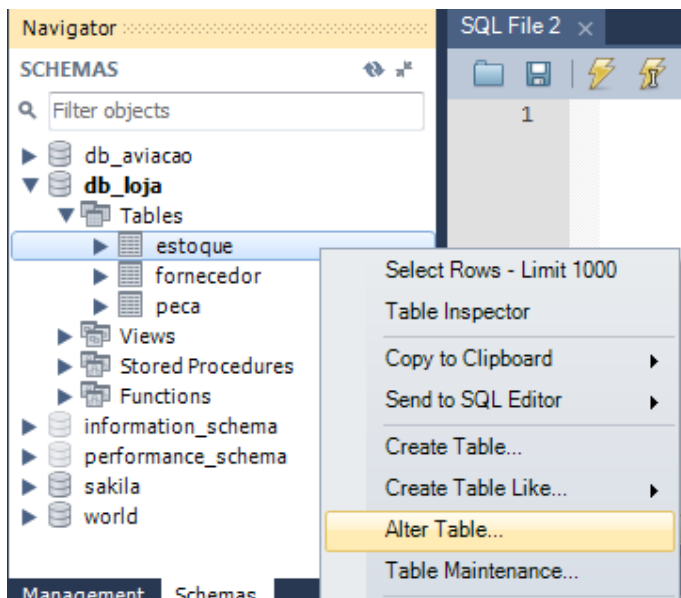 Navigator
SQL File 2
SCHEMAS
Filter objects
1
db_aviacao
db_loja
Tables
estoque
fornecedor
peca
Views
Stored Procedures
Functions
information_schema
performance_schema
sakila
world
Select Rows - Limit 1000
Table Inspector
Copy to Clipboard
Send to SQL Editor
Create Table...
Create Table Like...
Alter Table...
Table Maintenance...
Management Schemas